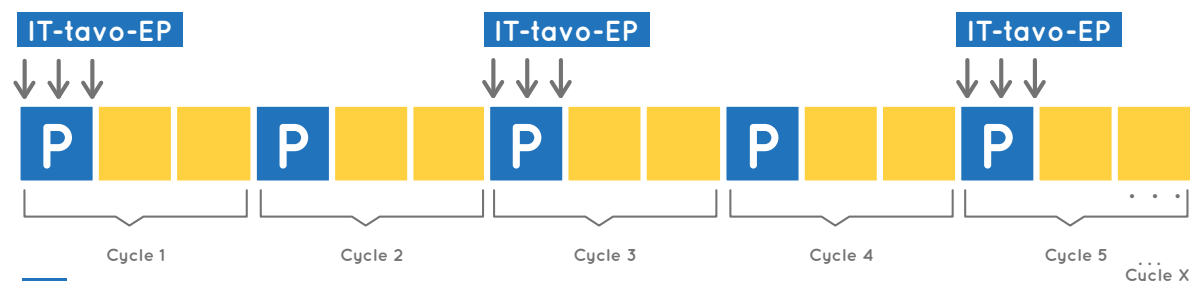 IT-tavo-EP IT-tavo-EP IT-tavo-EP
P P P P P
. . .
Cycle 1 Cycle 2 Cycle 3 Cycle 4 Cycle 5
...
Cycle X